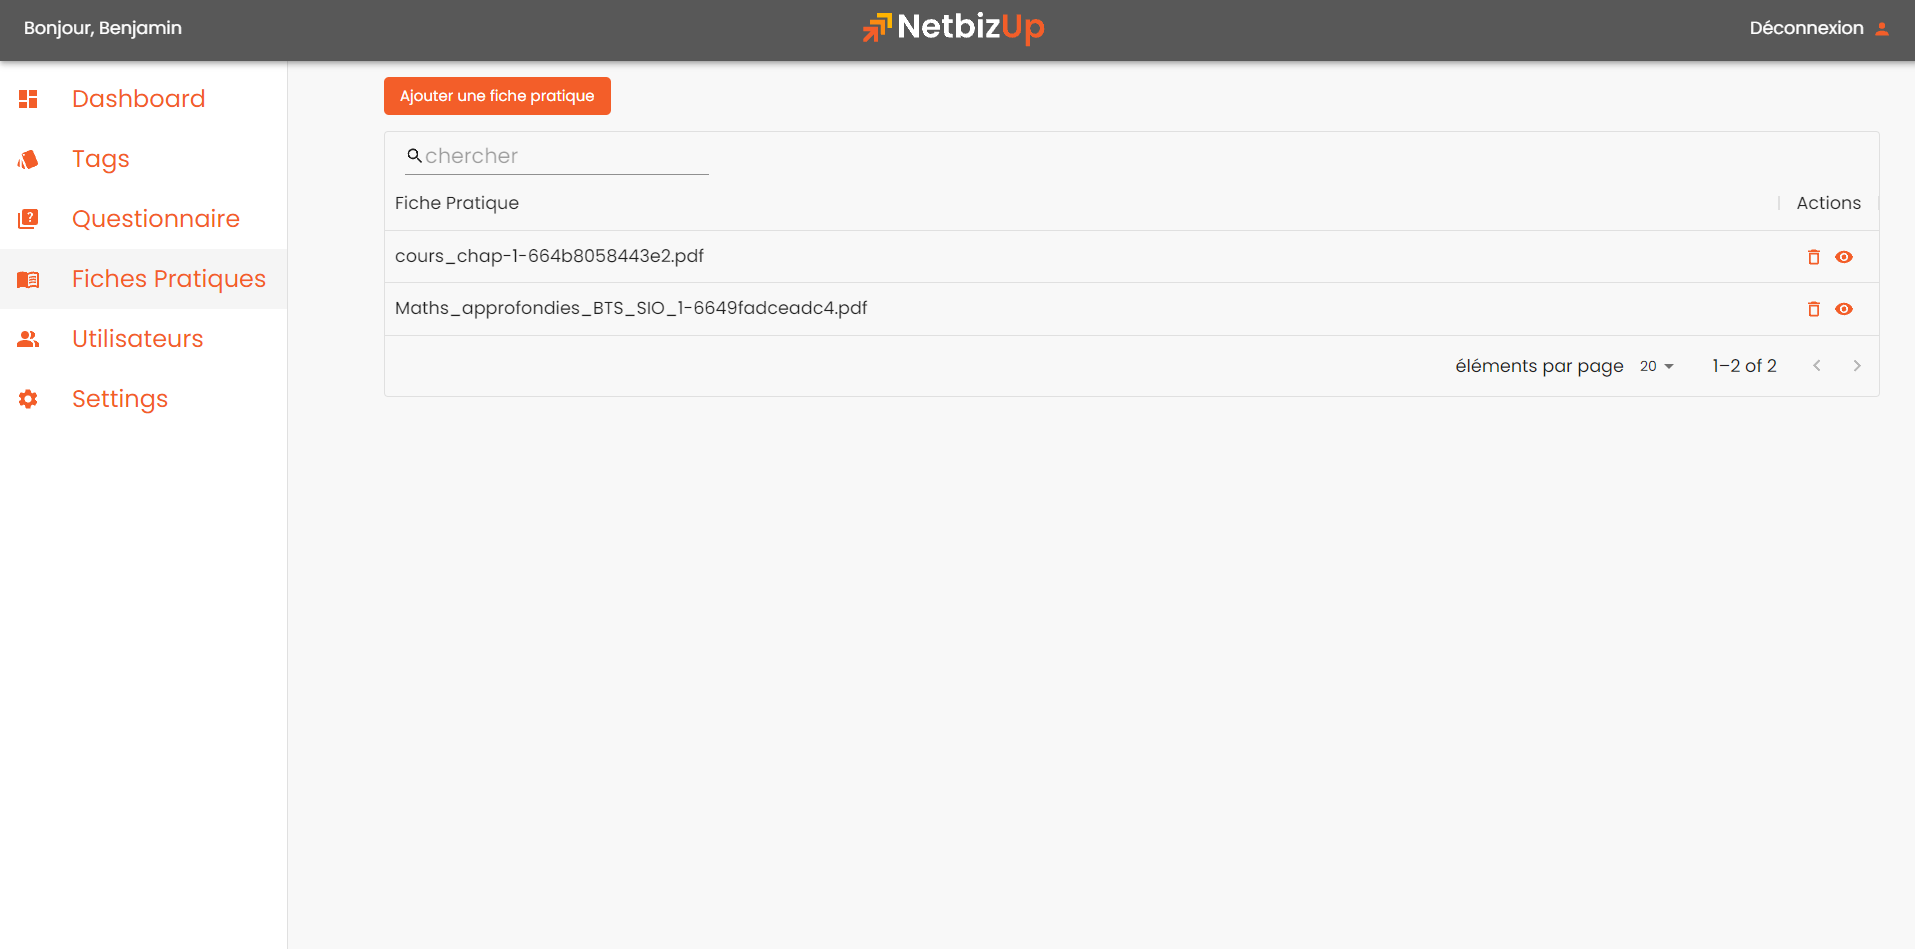 Bonjour, Benjamin
NetbizUp
Déconnexion
Dashboard
Tags
Questionnaire
Fiches Pratiques
Utilisateurs
Settings
Ajouter une fiche pratique
chercher
Fiche Pratique
Actions
cours_chap-1-664b8058443e2.pdf
Maths_approfondies_BTS_SIO_1-6649fadceadc4.pdf
éléments par page 20 1–2 of 2